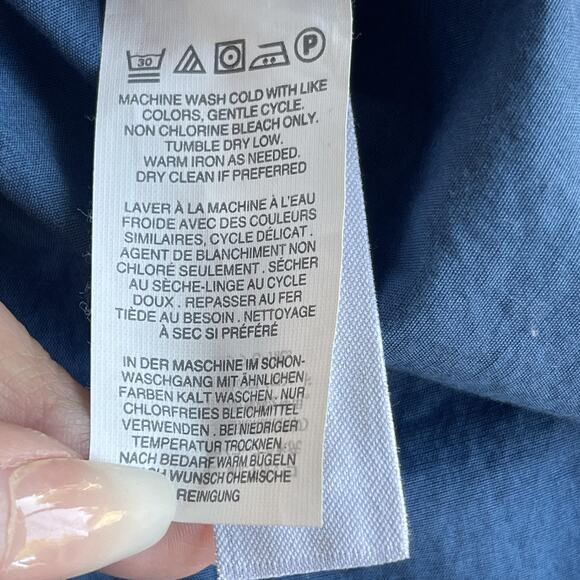 30 P
MACHINE WASH COLD WITH LIKE
COLORS, GENTLE CYCLE.
NON CHLORINE BLEACH ONLY.
TUMBLE DRY LOW.
WARM IRON AS NEEDED.
DRY CLEAN IF PREFERRED
LAVER À LA MACHINE À L'EAU
FROIDE AVEC DES COULEURS
SIMILAIRES, CYCLE DÉLICAT .
AGENT DE BLANCHIMENT NON
CHLORÉ SEULEMENT . SÉCHER
AU SÈCHE-LINGE AU CYCLE
DOUX . REPASSER AU FER
TIÈDE AU BESOIN . NETTOYAGE
À SEC SI PRÉFÉRÉ
IN DER MASCHINE IM SCHON-
WASCHGANG MIT ÄHNLICHEN
FARBEN KALT WASCHEN . NUR
CHLORFREIES BLEICHMITTEL
VERWENDEN . BEI NIEDRIGER
TEMPERATUR TROCKNEN .
NACH BEDARF WARM BÜGELN
WUNSCH CHEMISCHE
REINIGUNG